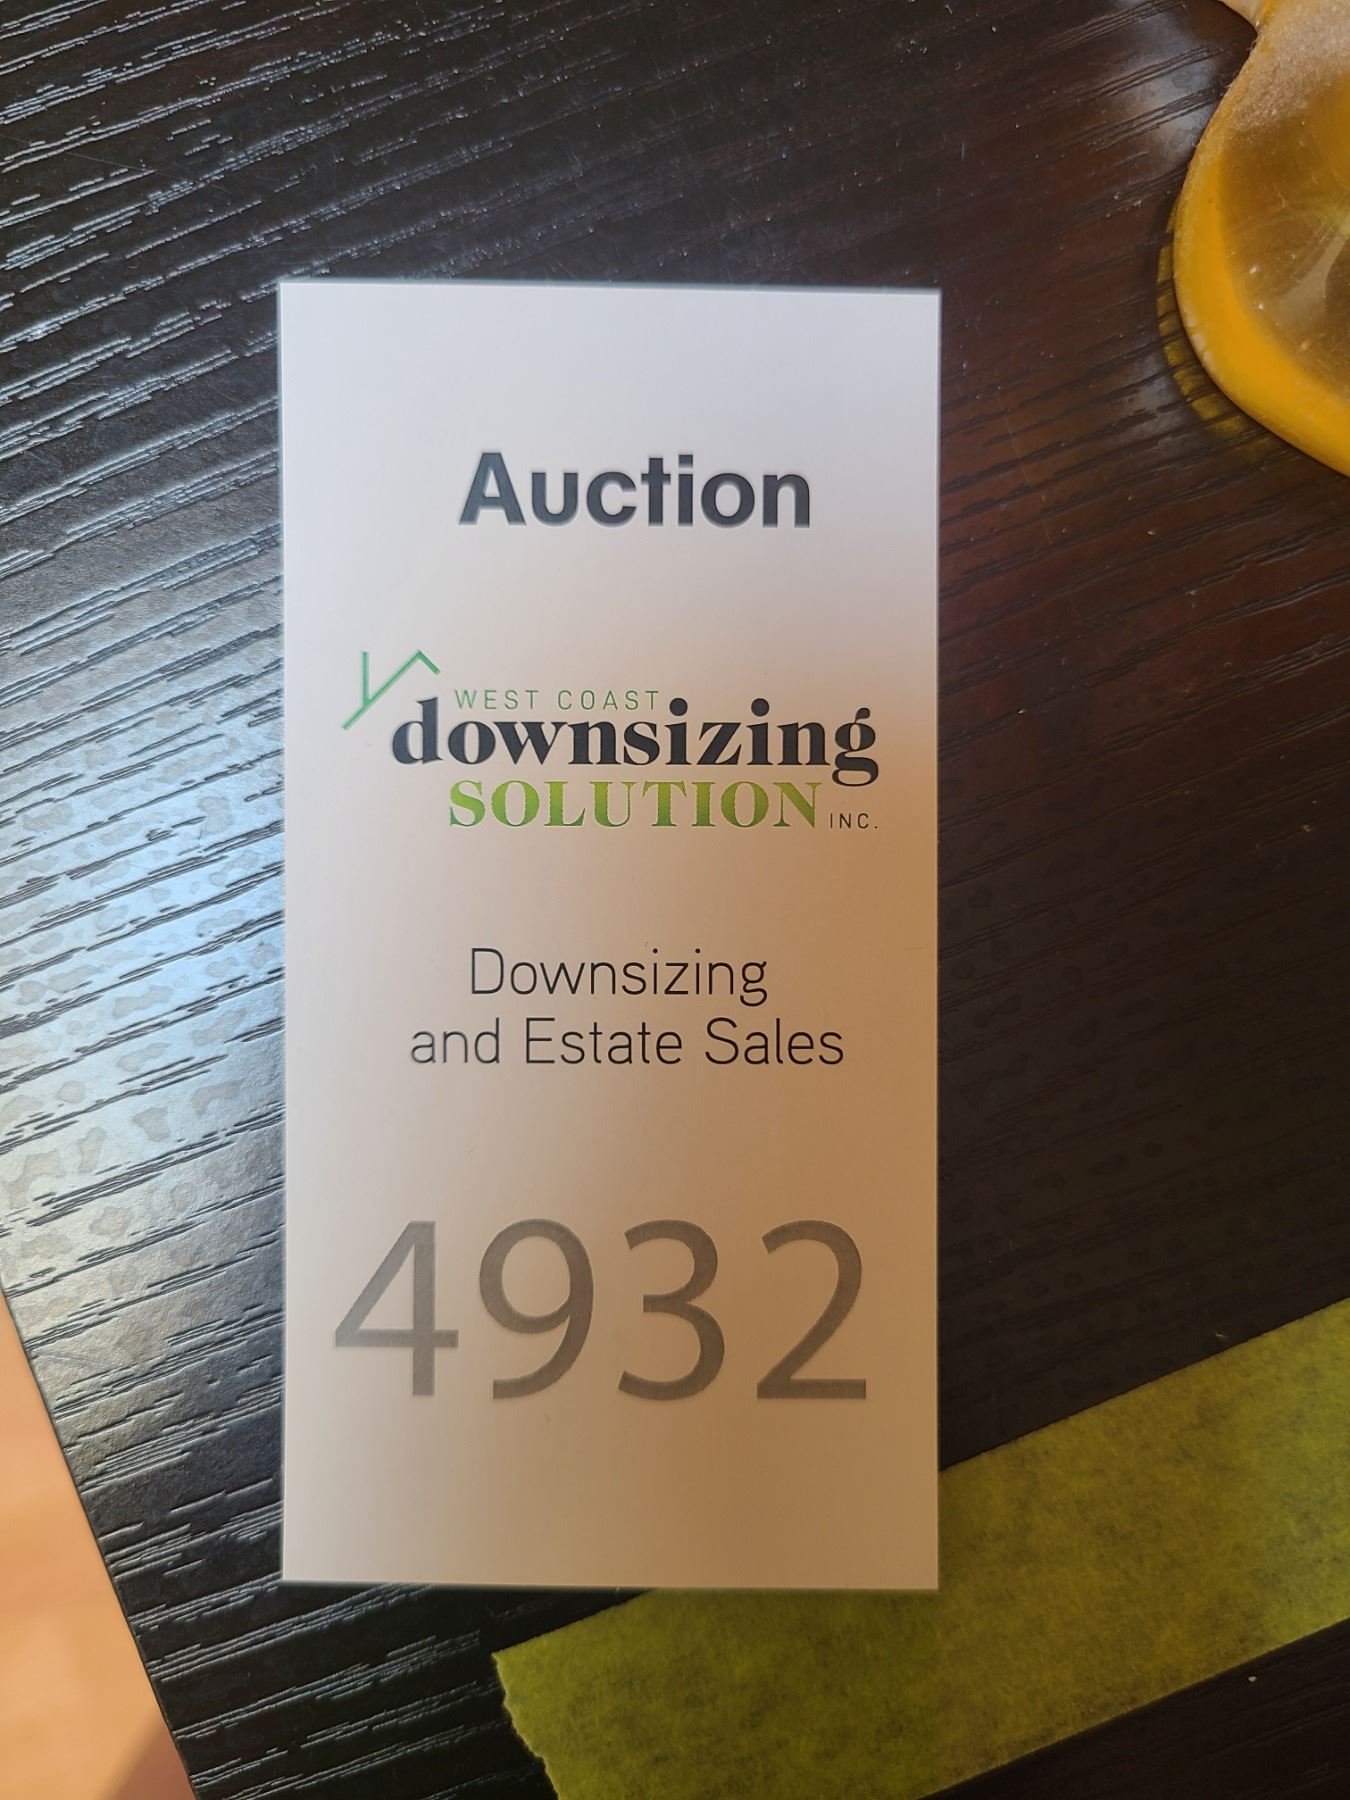 Auction
WEST COAST
downsizing
SOLUTION INC.
Downsizing
and Estate Sales
4932